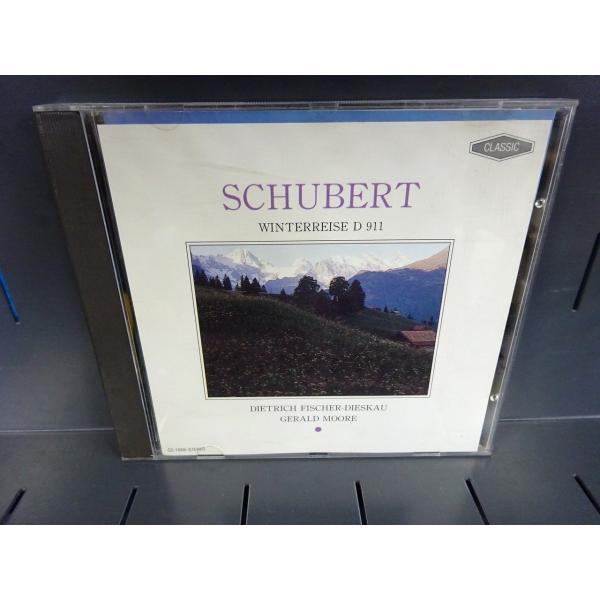 CLASSIC
SCHUBERT
WINTERREISE D 911
DIETRICH FISCHER-DIESKAU
GERALD MOORE